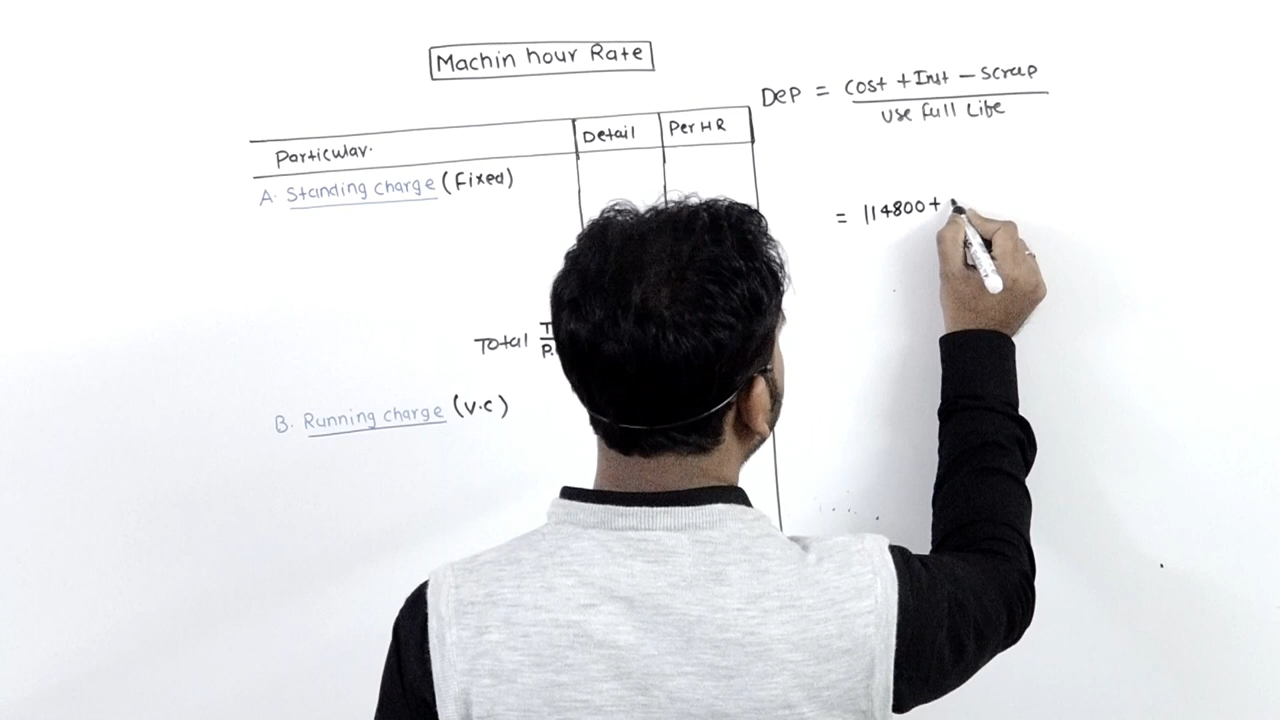 Machin hour Rate
Dep = Cost + Inst - Scrap
Use full Life
Particular. Detail Per HR
A. Standing charge (Fixed)
= 114800 +
Total T
P.
B. Running charge (V.C)